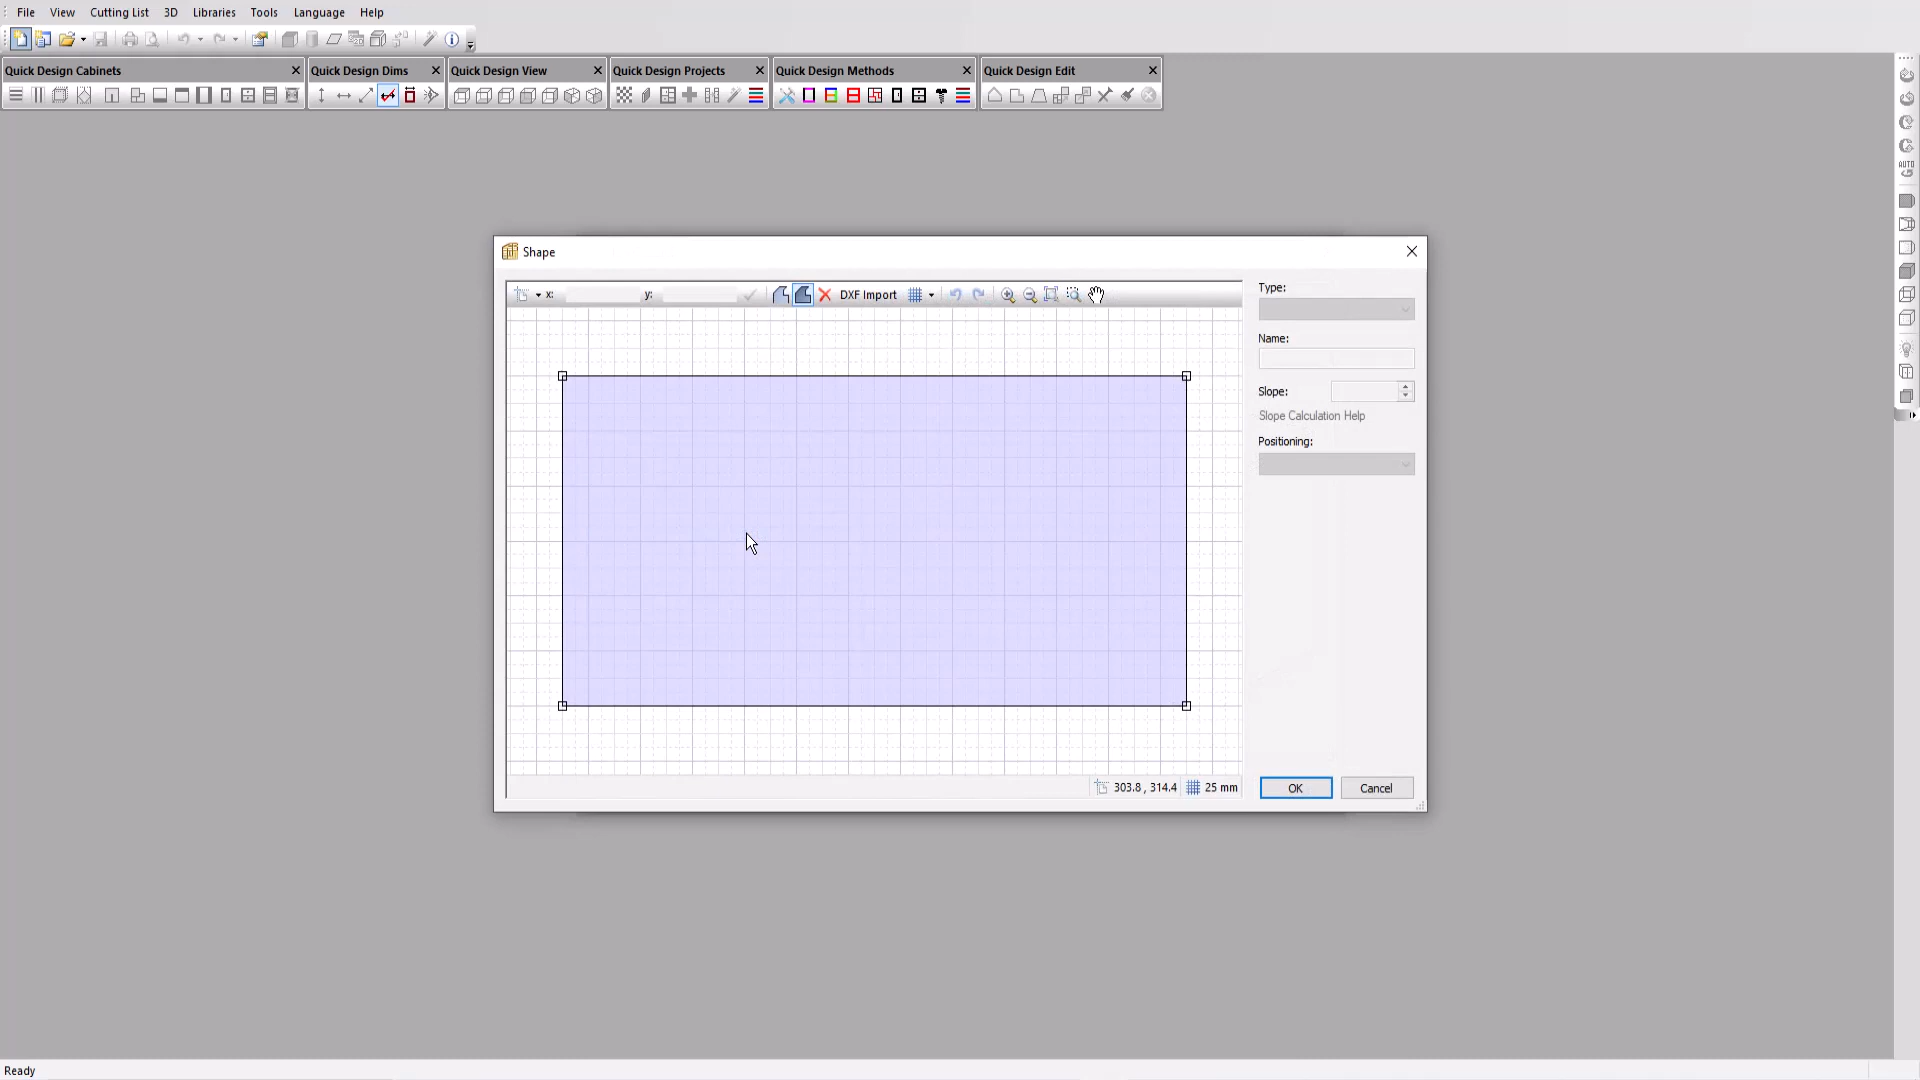 File View Cutting List 3D Libraries Tools Language Help
Quick Design Cabinets Quick Design Dims Quick Design View Quick Design Projects Quick Design Methods Quick Design Edit
AUTO
Shape
x: y: DXF Import
Type:
Name:
Slope:
Slope Calculation Help
Positioning:
303.8 , 314.4 25 mm
OK Cancel
Ready